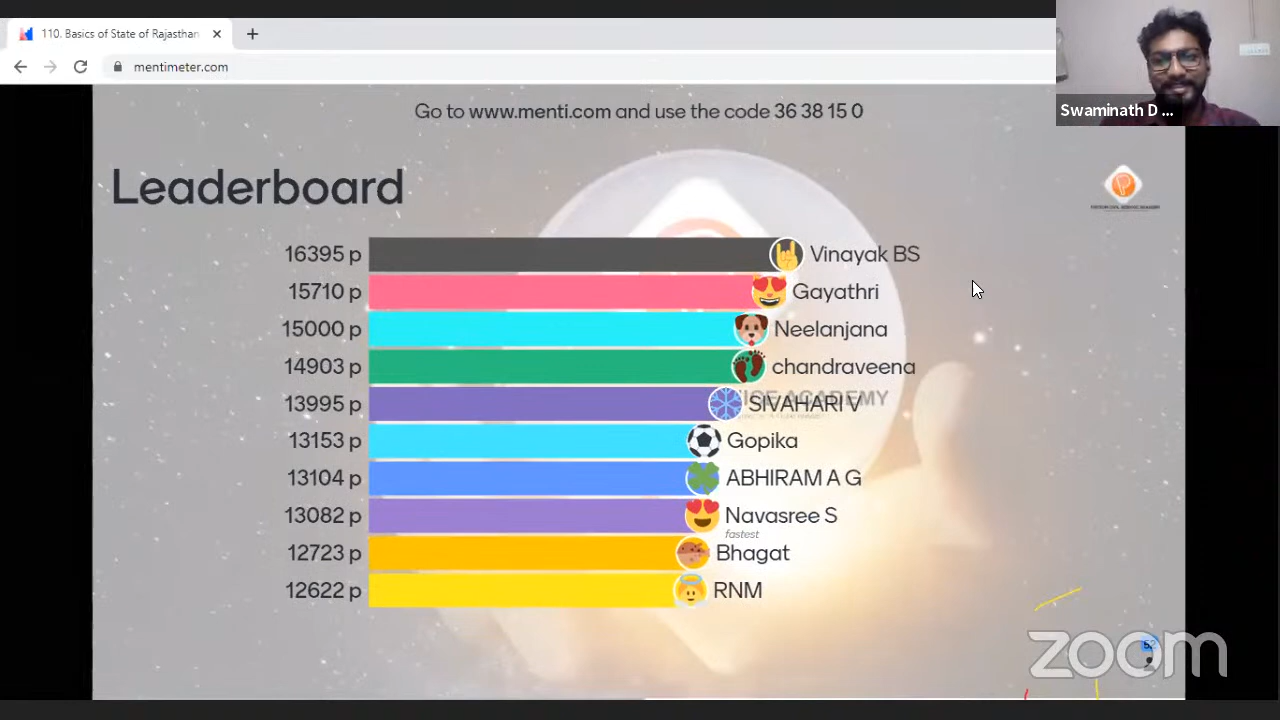 110. Basics of State of Rajasthan
mentimeter.com
Swaminath D ...
Go to www.menti.com and use the code 36 38 15 0
Leaderboard
16395 p Vinayak BS
15710 p Gayathri
15000 p Neelanjana
14903 p chandraveena
13995 p SIVAHARI V
ACADEMY
13153 p Gopika
13104 p ABHIRAM A G
13082 p Navasree S
fastest
12723 p Bhagat
12622 p RNM
zoom
52